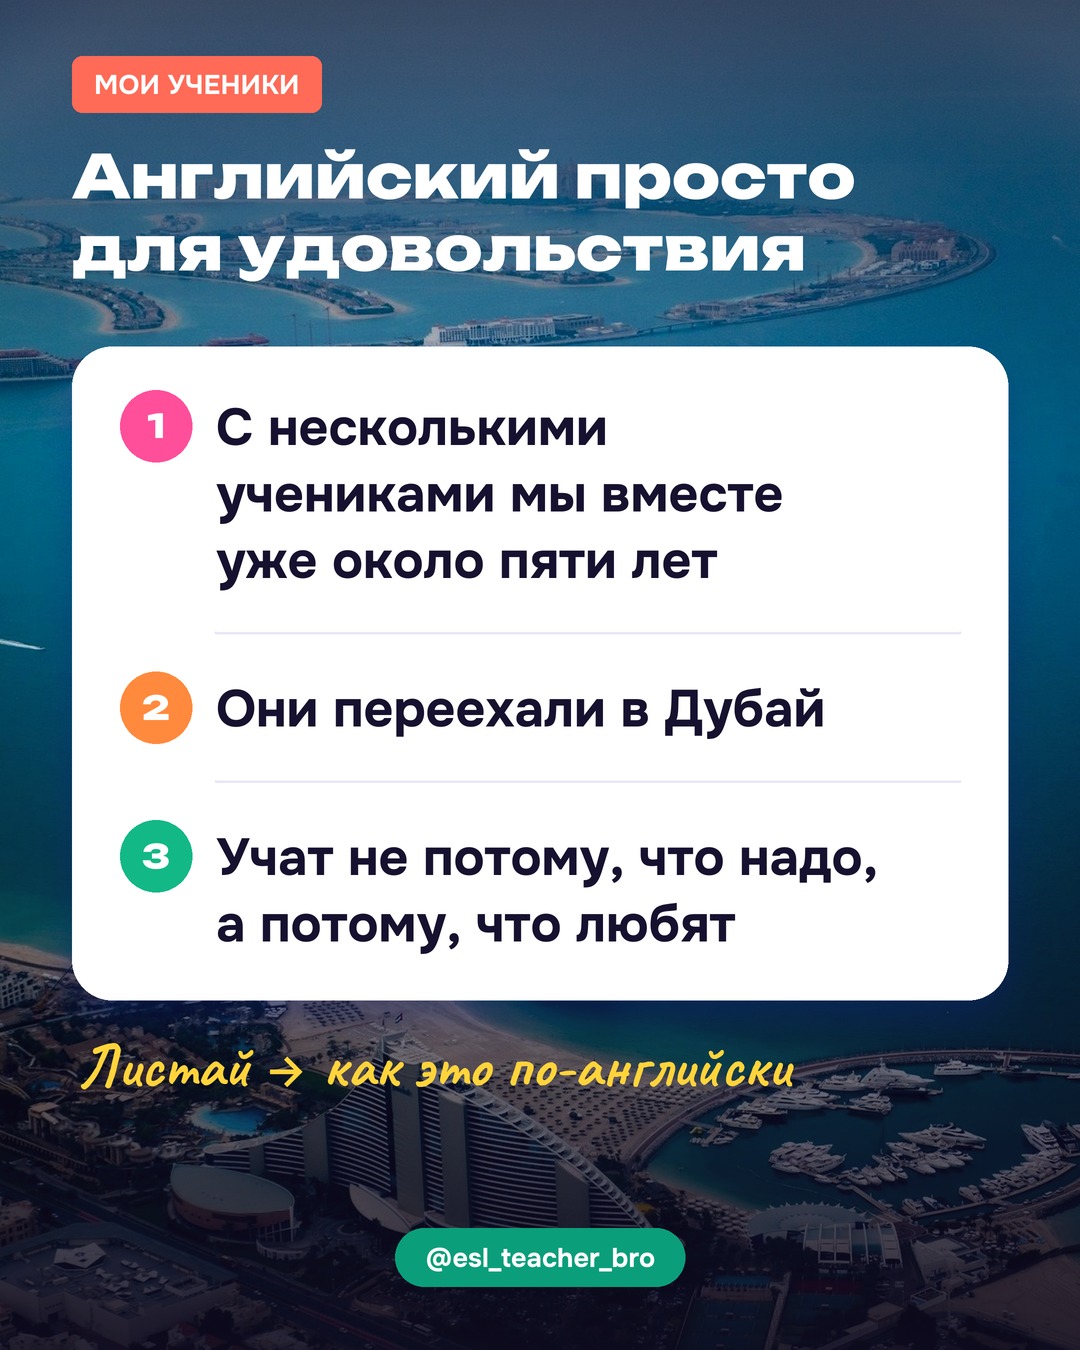 МОИ УЧЕНИКИ
Английский просто
для удовольствия
1 С несколькими
учениками мы вместе
уже около пяти лет
2 Они переехали в Дубай
3 Учат не потому, что надо,
а потому, что любят
Листай → как это по-английски
@esl_teacher_bro